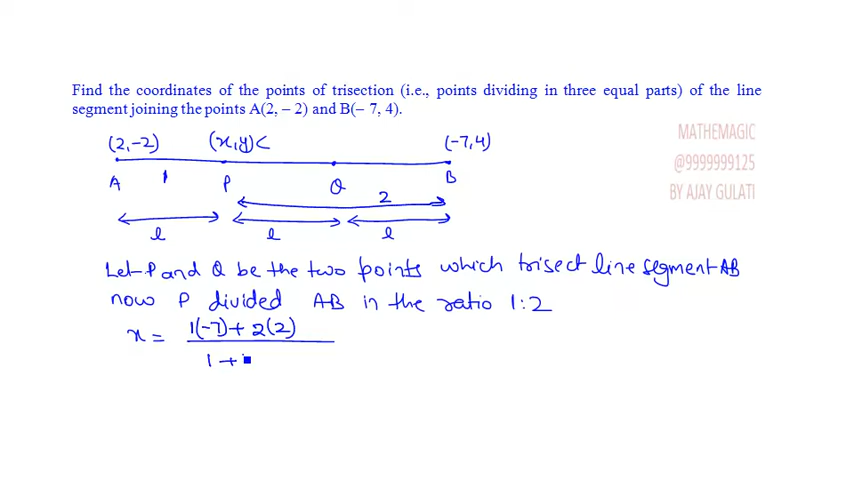 Find the coordinates of the points of trisection (i.e., points dividing in three equal parts) of the line
segment joining the points A(2, – 2) and B(– 7, 4).
(2,-2) (x,y)< (-7,4)
MATHEMAGIC
@9999999125
BY AJAY GULATI
A 1 P Q B
2
l l l
Let P and Q be the two points which trisect line segment AB
now P divided AB in the ratio 1:2
x = 1(-7) + 2(2)
1 +